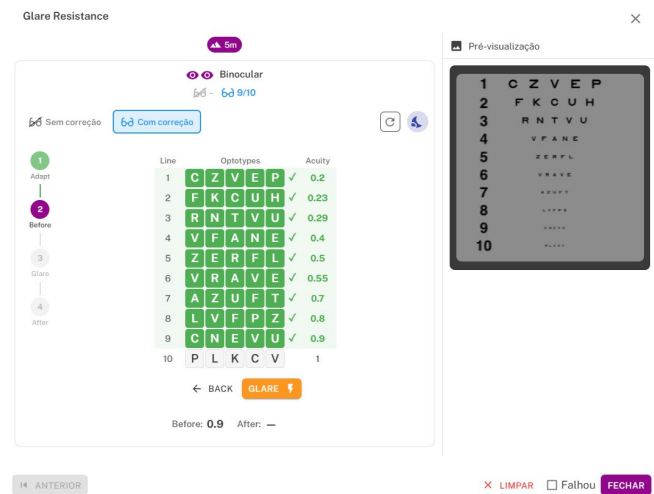 Glare Resistance
5m
Binocular
- 9/10
Sem correção Com correção
1
Adapt
2
Before
3
Glare
4
After
Line Optotypes Acuity
1 C Z V E P 0.2
2 F K C U H 0.23
3 R N T V U 0.29
4 V F A N E 0.4
5 Z E R F L 0.5
6 V R A V E 0.55
7 A Z U F T 0.7
8 L V F P Z 0.8
9 C N E V U 0.9
10 P L K C V 1
BACK GLARE
Before: 0.9 After: —
Pré-visualização
1 C Z V E P
2 F K C U H
3 R N T V U
4 V F A N E
5 Z E R F L
6 V R A V E
7 A Z U F T
8
9
10
ANTERIOR
LIMPAR Falhou FECHAR